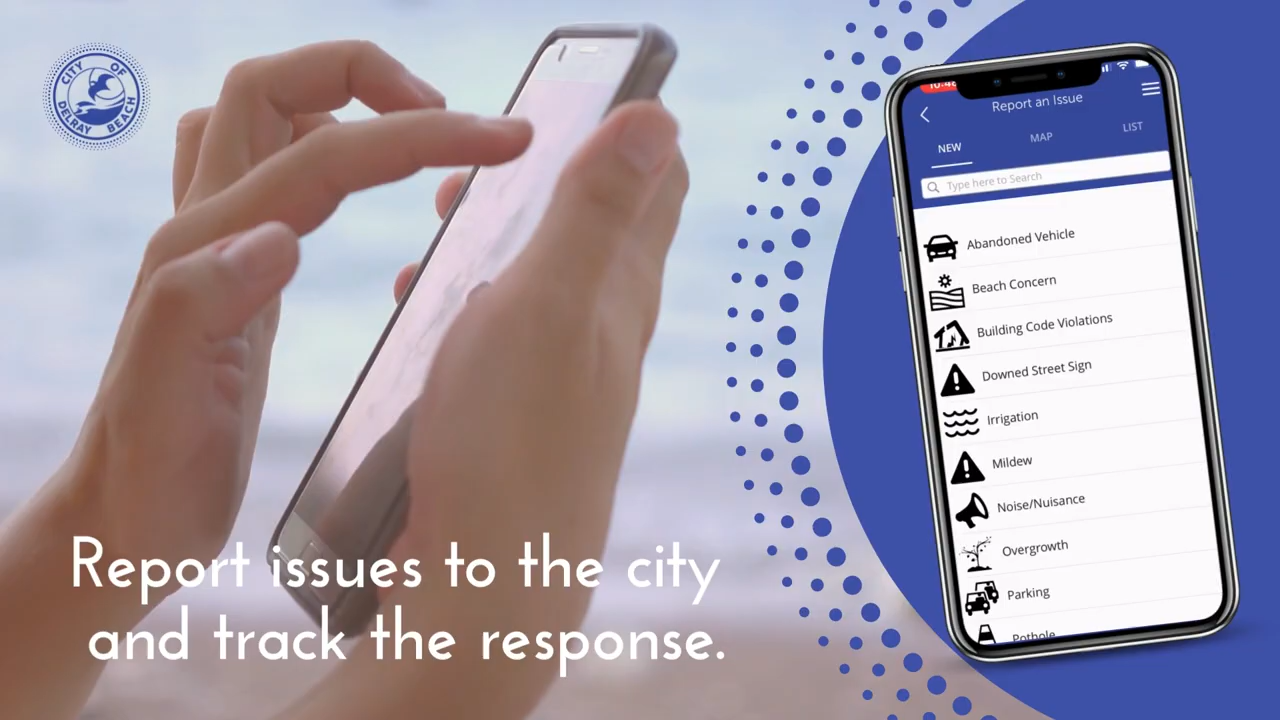 CITY OF
DELRAY BEACH
Report an Issue
NEW MAP LIST
Type here to Search
Abandoned Vehicle
Beach Concern
Building Code Violations
Downed Street Sign
Irrigation
Mildew
Noise/Nuisance
Overgrowth
Parking
Pothole
Report issues to the city
and track the response.